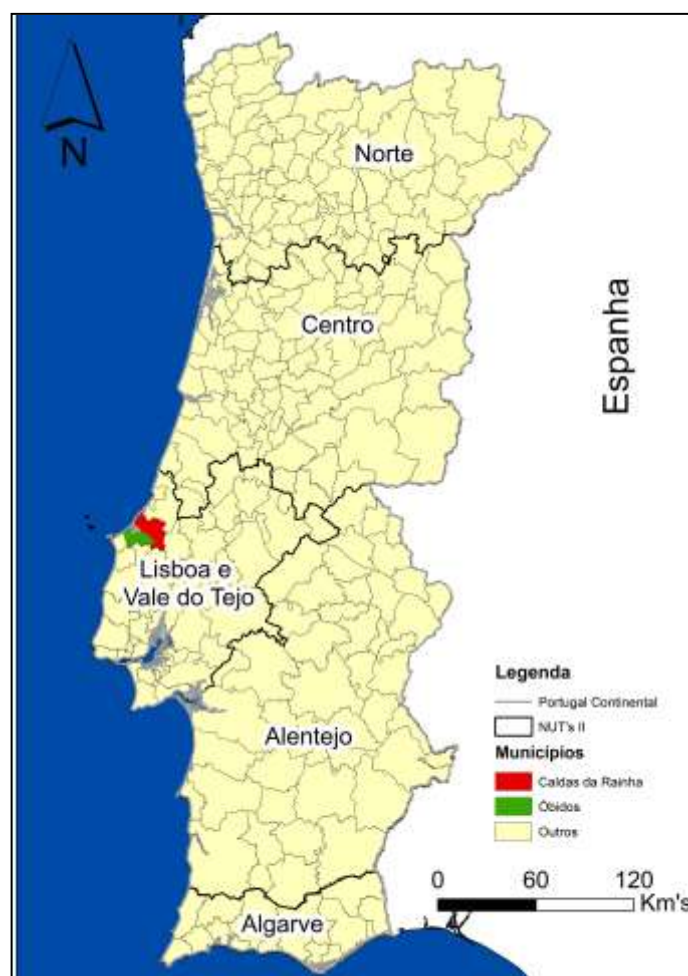 N
Norte
Centro
Espanha
Lisboa e
Vale do Tejo
Alentejo
Algarve
Legenda
Portugal Continental
NUT's II
Municípios
Caldas da Rainha
Óbidos
Outros
0 60 120
Km's